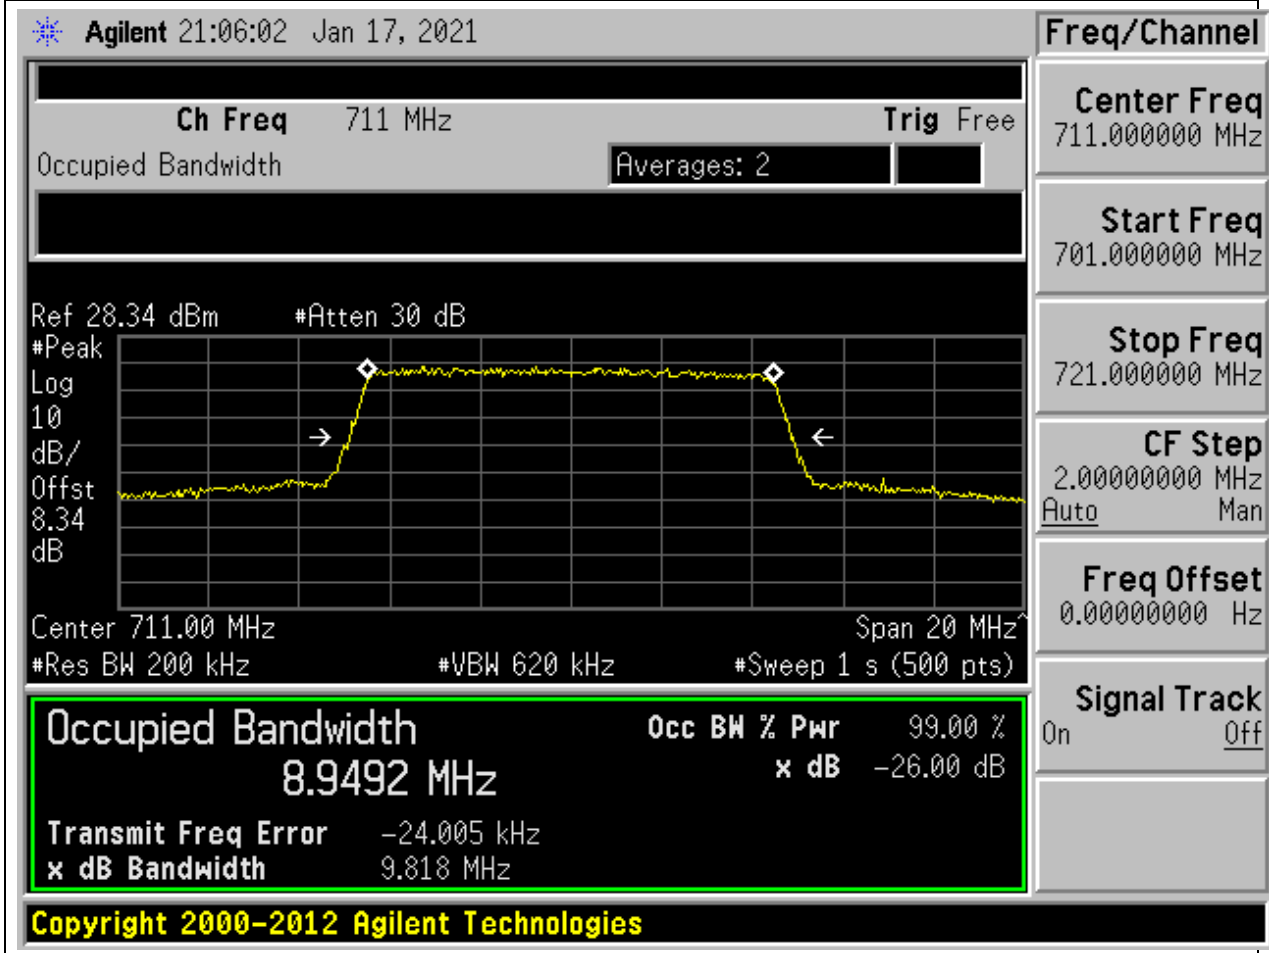 Agilent 21:06:02 Jan 17, 2021
Freq/Channel
Ch Freq 711 MHz Trig Free
Occupied Bandwidth Averages: 2
Center Freq
711.000000 MHz
Start Freq
701.000000 MHz
Stop Freq
721.000000 MHz
CF Step
2.00000000 MHz
Auto Man
Freq Offset
0.00000000 Hz
Signal Track
On Off
Ref 28.34 dBm #Atten 30 dB
#Peak
Log
10
dB/
Offst
8.34
dB
Center 711.00 MHz Span 20 MHz^
#Res BW 200 kHz #VBW 620 kHz #Sweep 1 s (500 pts)
Occupied Bandwidth Occ BW % Pwr 99.00 %
8.9492 MHz x dB -26.00 dB
Transmit Freq Error -24.005 kHz
x dB Bandwidth 9.818 MHz
Copyright 2000-2012 Agilent Technologies